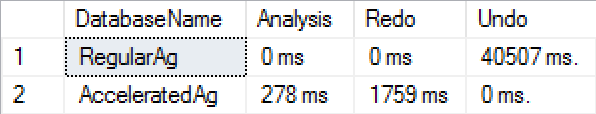 DatabaseName Analysis Redo Undo
1 RegularAg 0 ms 0 ms 40507 ms.
2 AcceleratedAg 278 ms 1759 ms 0 ms.